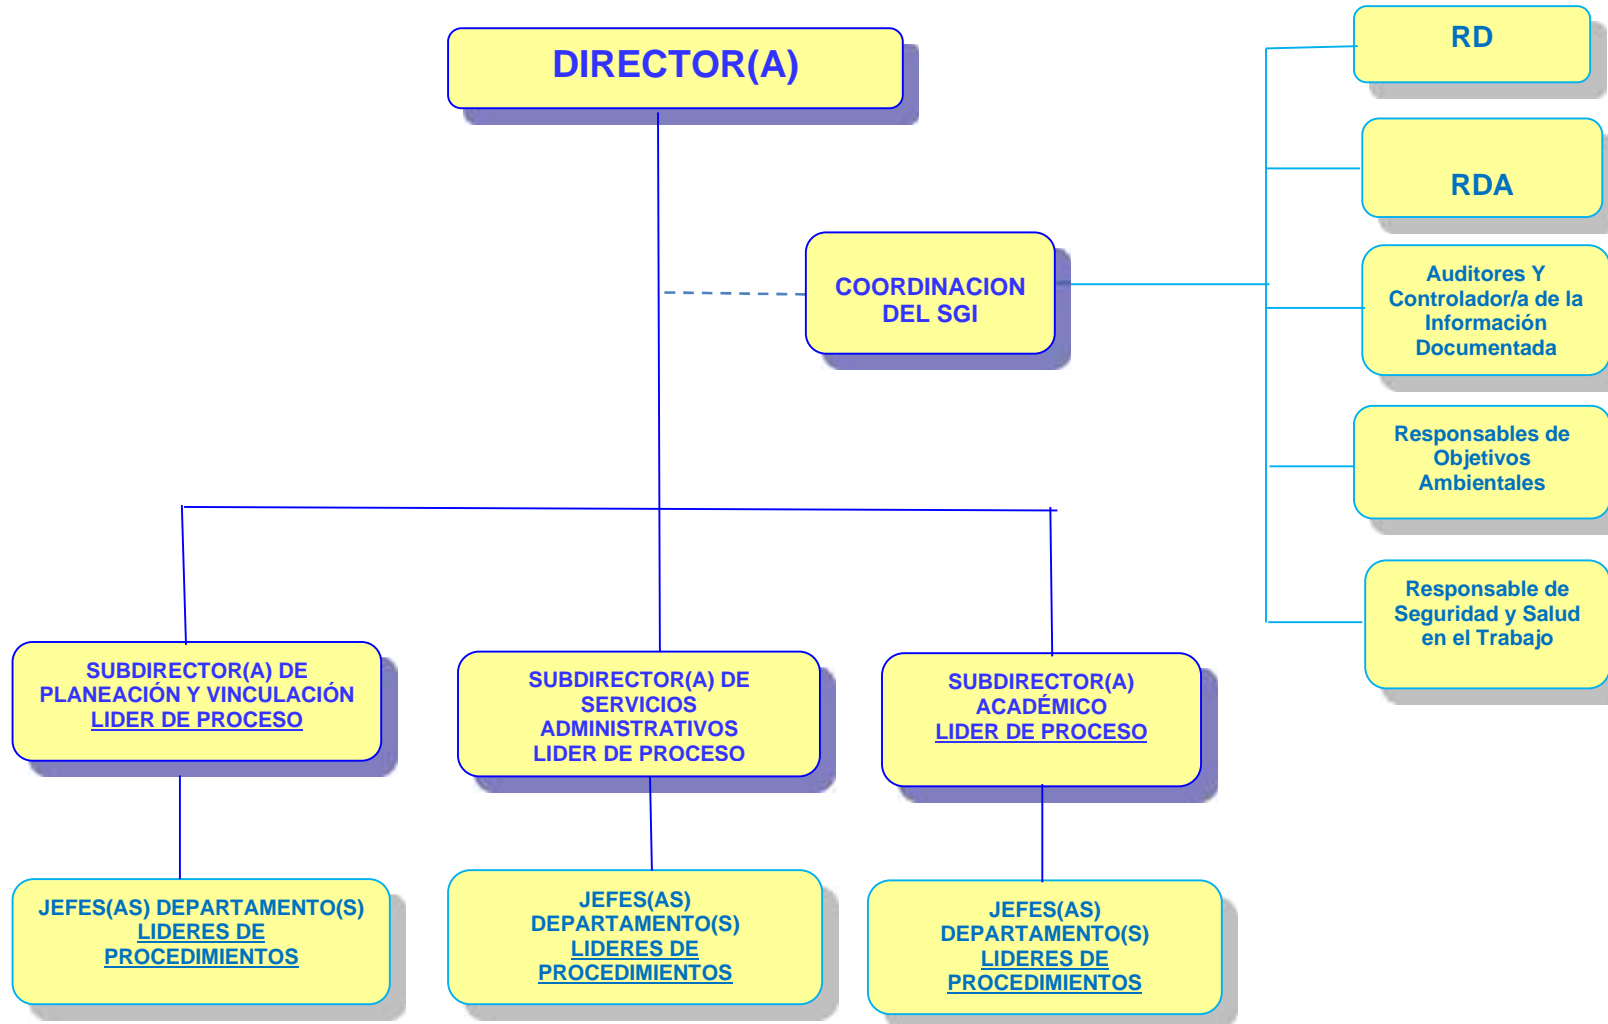 DIRECTOR(A)
RD
RDA
COORDINACION
DEL SGI
Auditores Y
Controlador/a de la
Información
Documentada
Responsables de
Objetivos
Ambientales
Responsable de
Seguridad y Salud
en el Trabajo
SUBDIRECTOR(A) DE
PLANEACIÓN Y VINCULACIÓN
LIDER DE PROCESO
SUBDIRECTOR(A) DE
SERVICIOS
ADMINISTRATIVOS
LIDER DE PROCESO
SUBDIRECTOR(A)
ACADÉMICO
LIDER DE PROCESO
JEFES(AS) DEPARTAMENTO(S)
LIDERES DE
PROCEDIMIENTOS
JEFES(AS)
DEPARTAMENTO(S)
LIDERES DE
PROCEDIMIENTOS
JEFES(AS)
DEPARTAMENTO(S)
LIDERES DE
PROCEDIMIENTOS